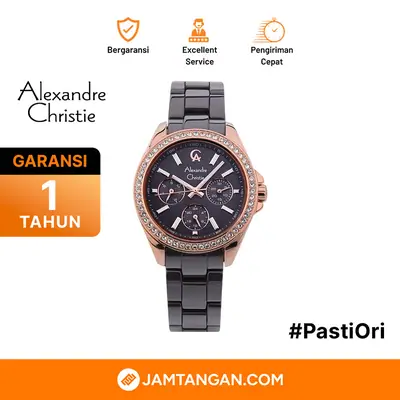 Bergaransi
Excellent
Service
Pengiriman
Cepat
Alexandre
Christie
GARANSI
1
TAHUN
Alexandre
Christie
#PastiOri
JAMTANGAN.COM